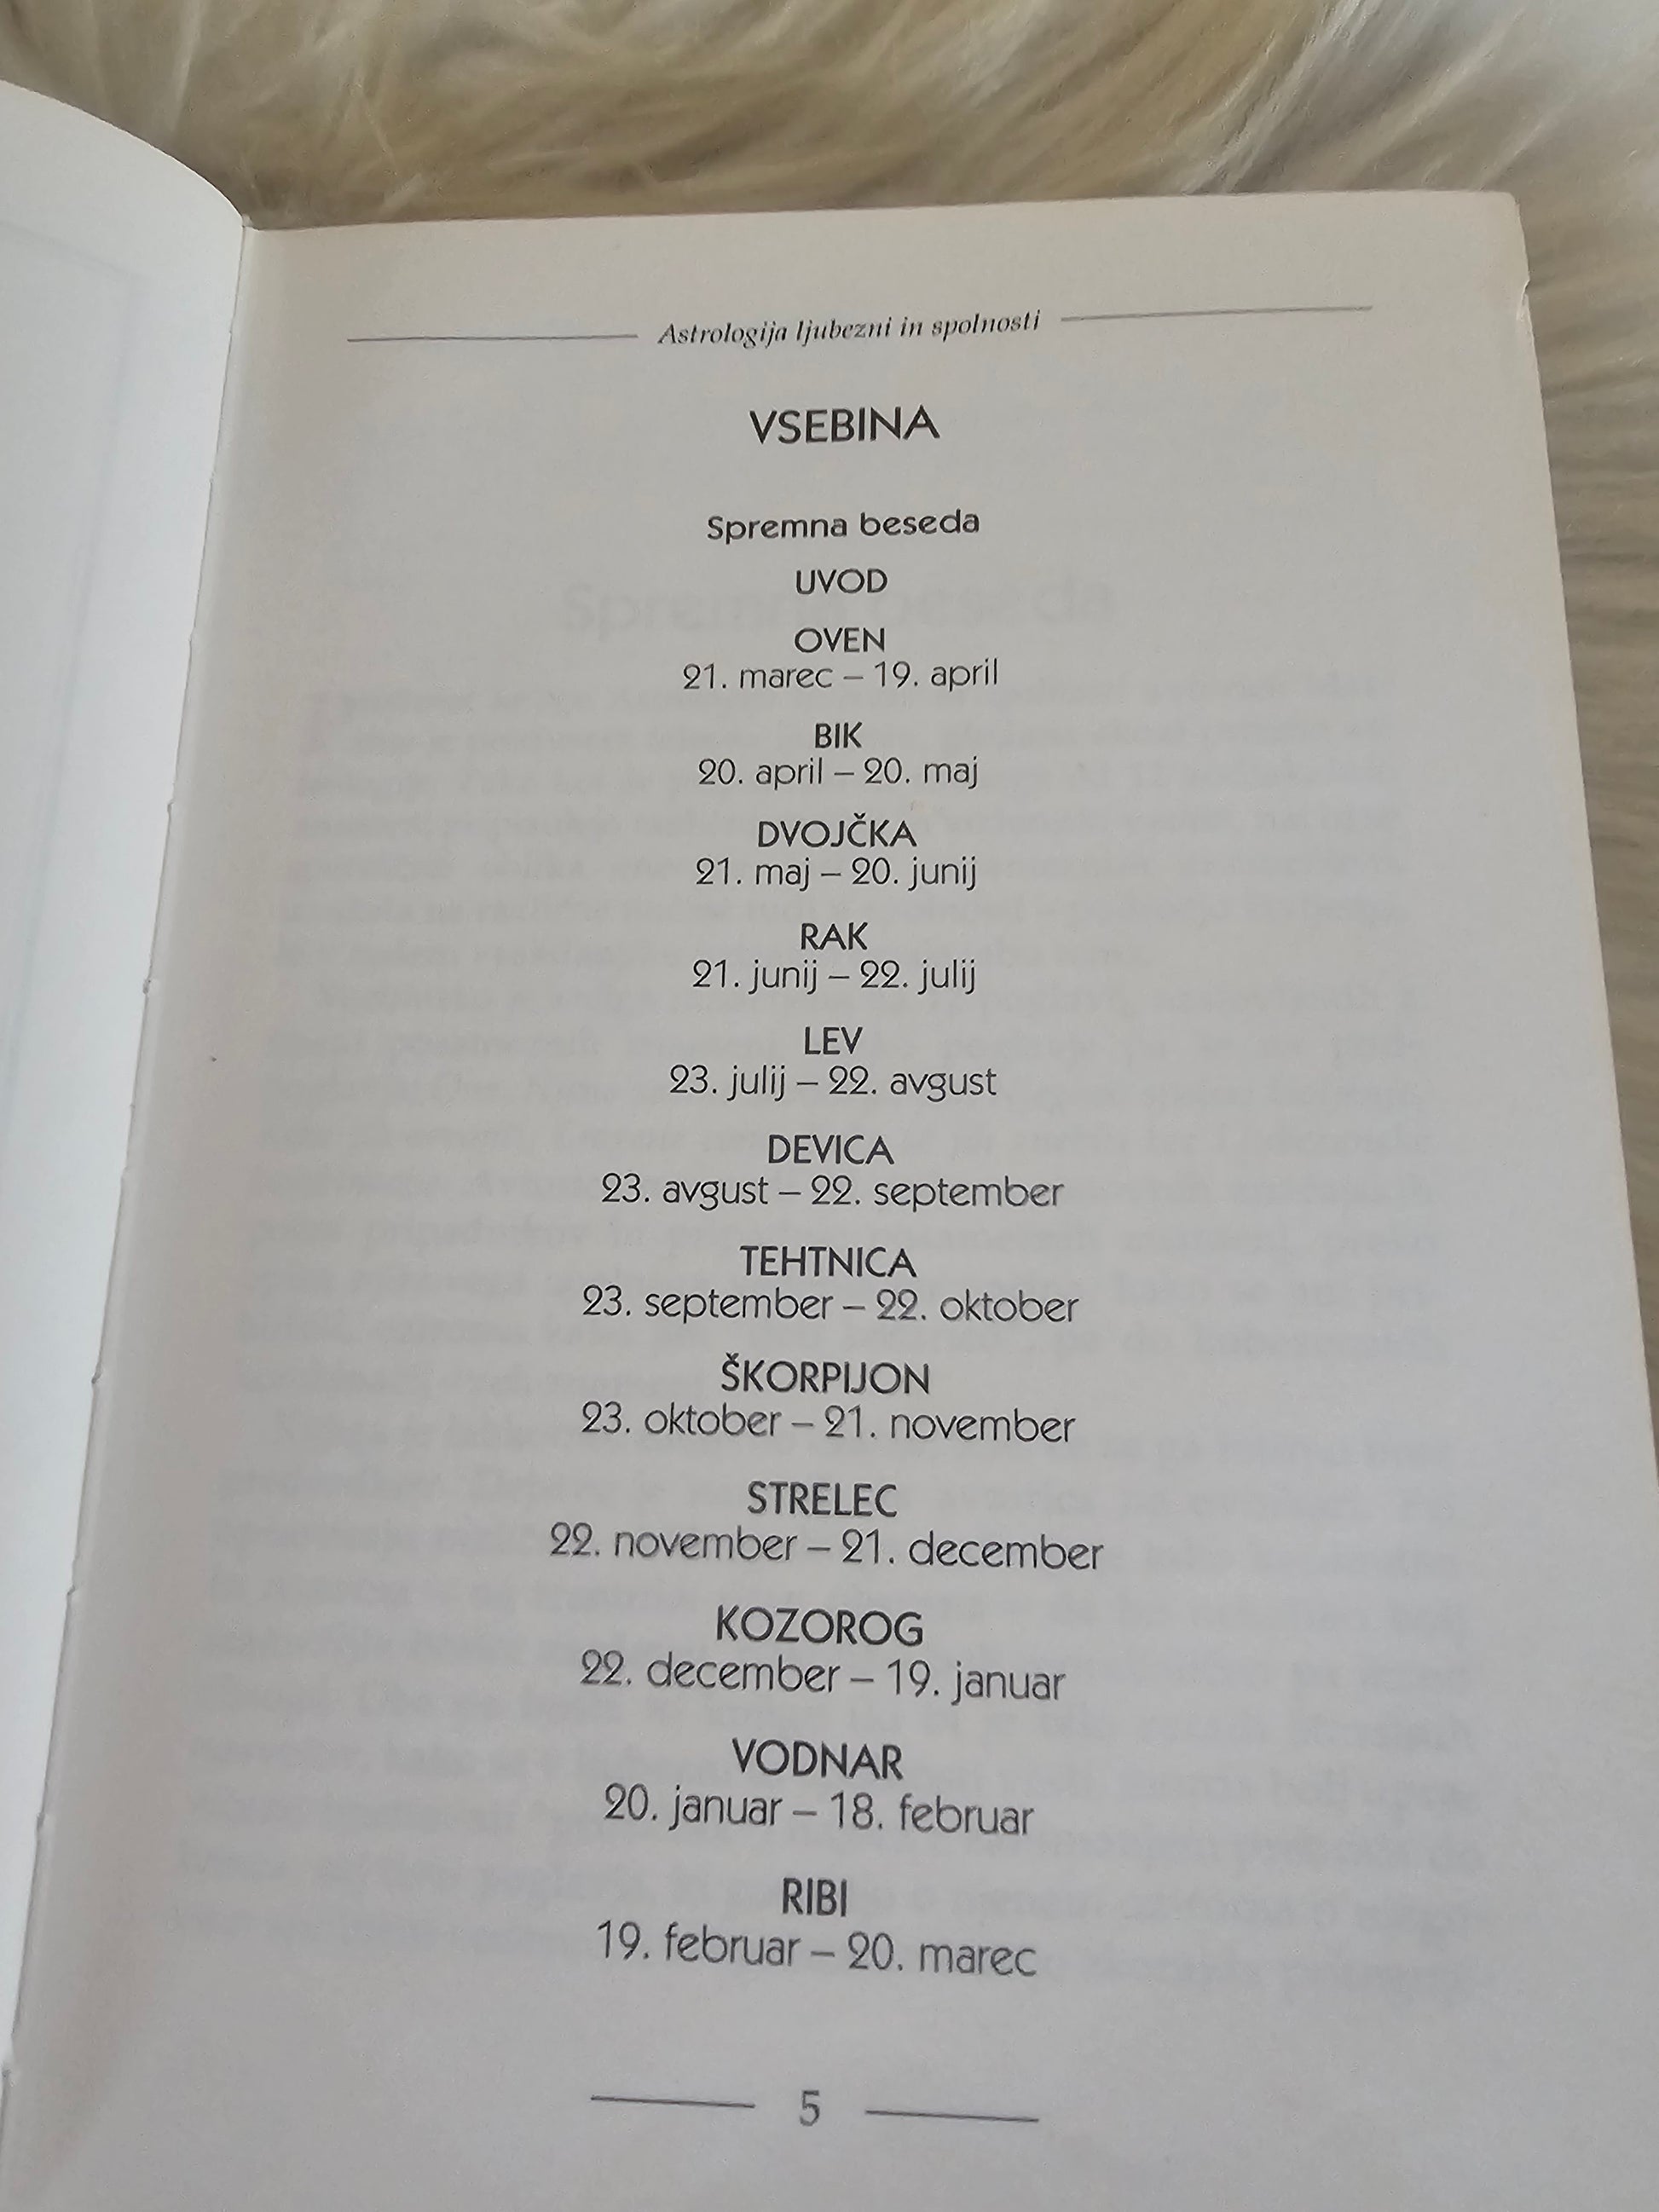 Astrologija ljubezni in spolnosti
VSEBINA
Spremna beseda
UVOD
OVEN
21. marec – 19. april
BIK
20. april – 20. maj
DVOJČKA
21. maj – 20. junij
RAK
21. junij – 22. julij
LEV
23. julij – 22. avgust
DEVICA
23. avgust – 22. september
TEHTNICA
23. september – 22. oktober
ŠKORPIJON
23. oktober – 21. november
STRELEC
22. november – 21. december
KOZOROG
22. december – 19. januar
VODNAR
20. januar – 18. februar
RIBI
19. februar – 20. marec
5